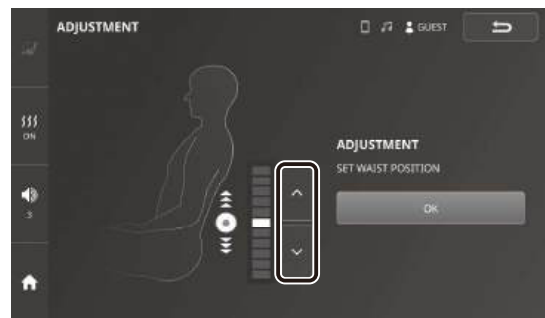 ADJUSTMENT
GUEST
ON
ADJUSTMENT
SET WAIST POSITION
OK
3